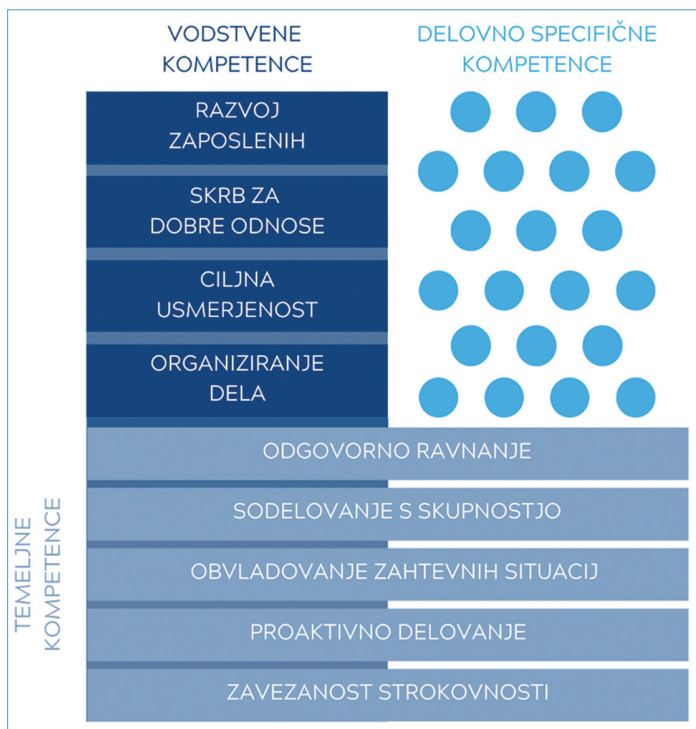 VODSTVENE
KOMPETENCE
DELOVNO SPECIFIČNE
KOMPETENCE
RAZVOJ
ZAPOSLENIH
SKRB ZA
DOBRE ODNOSE
CILJNA
USMERJENOST
ORGANIZIRANJE
DELA
TEMELJNE
KOMPETENCE
ODGOVORNO RAVNANJE
SODELOVANJE S SKUPNOSTJO
OBVLADOVANJE ZAHTEVNIH SITUACIJ
PROAKTIVNO DELOVANJE
ZAVEZANOST STROKOVNOSTI